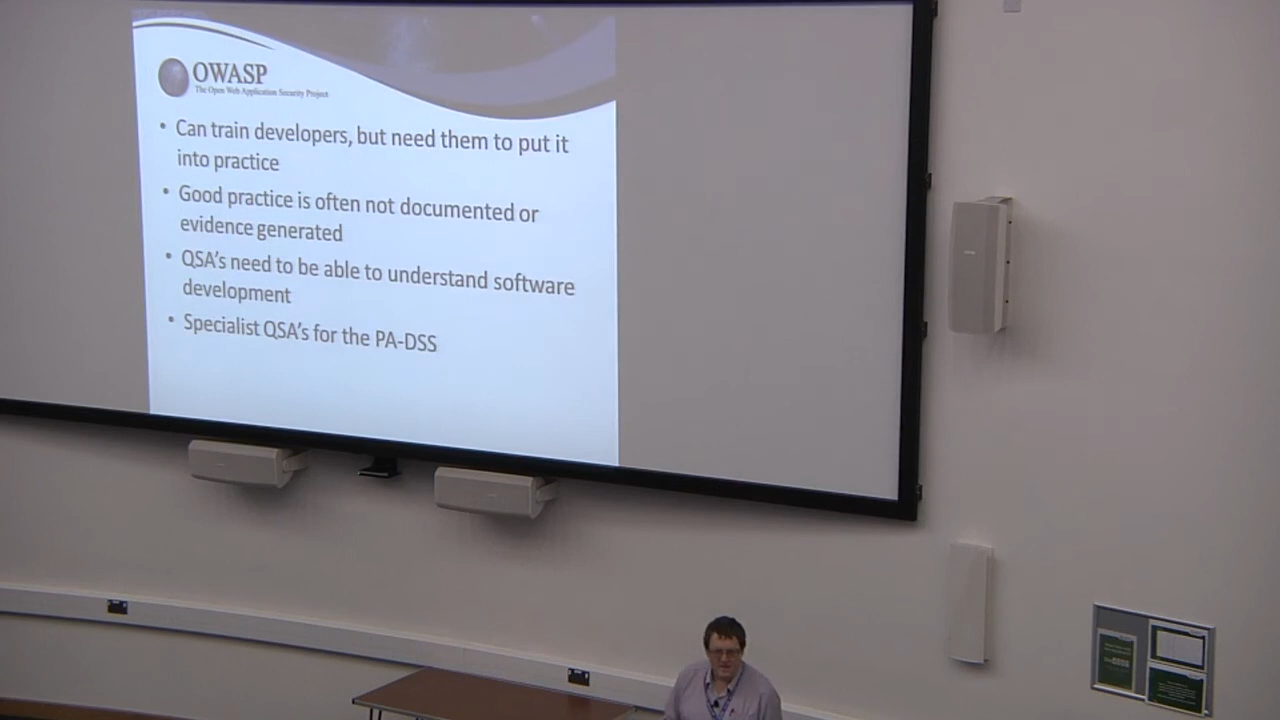 OWASP
The Open Web Application Security Project
• Can train developers, but need them to put it
into practice
• Good practice is often not documented or
evidence generated
• QSA's need to be able to understand software
development
• Specialist QSA's for the PA-DSS